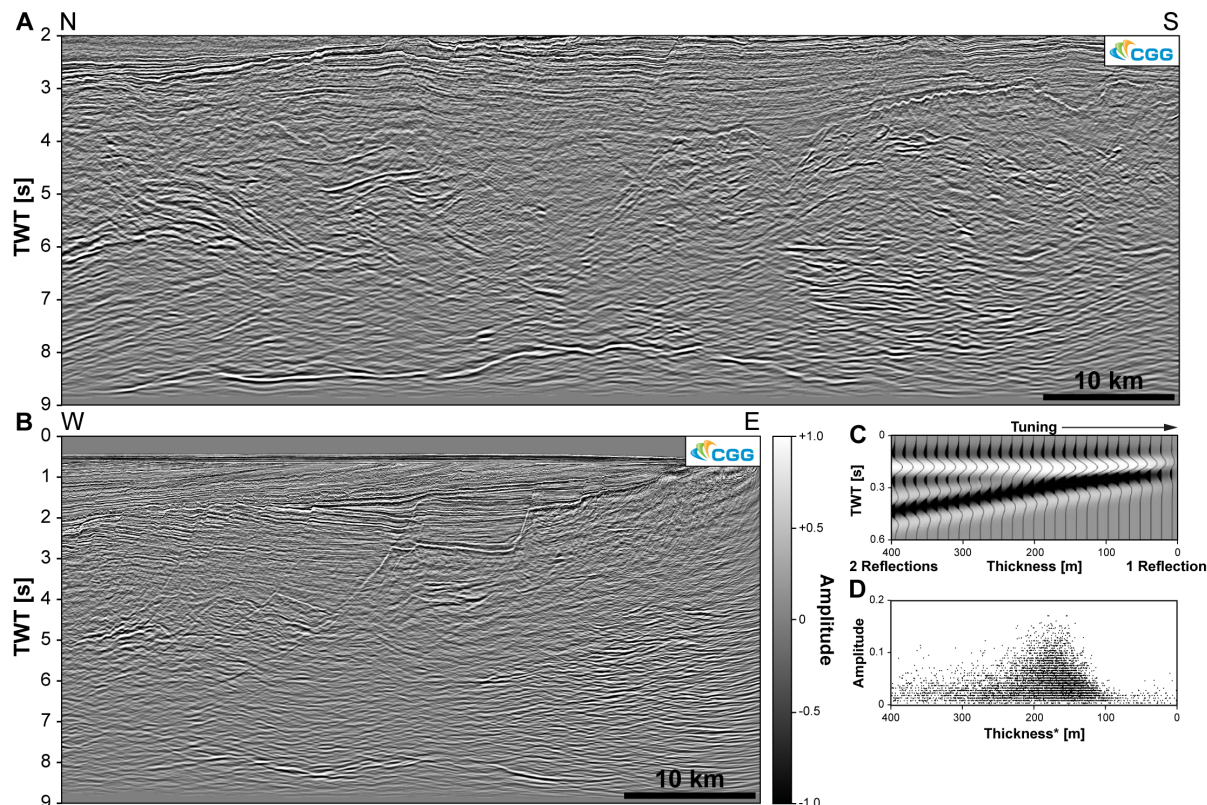 A N S
2
3
4
5
6
7
8
9
TWT [s]
CGG
10 km
B W E
0
1
2
3
4
5
6
7
8
9
TWT [s]
CGG
10 km
+1.0
+0.5
0
-0.5
-1.0
Amplitude
C
Tuning
0
0.3
0.6
TWT [s]
400 300 200 100 0
2 Reflections Thickness [m] 1 Reflection
D
0.2
0.1
0
Amplitude
400 300 200 100 0
Thickness* [m]